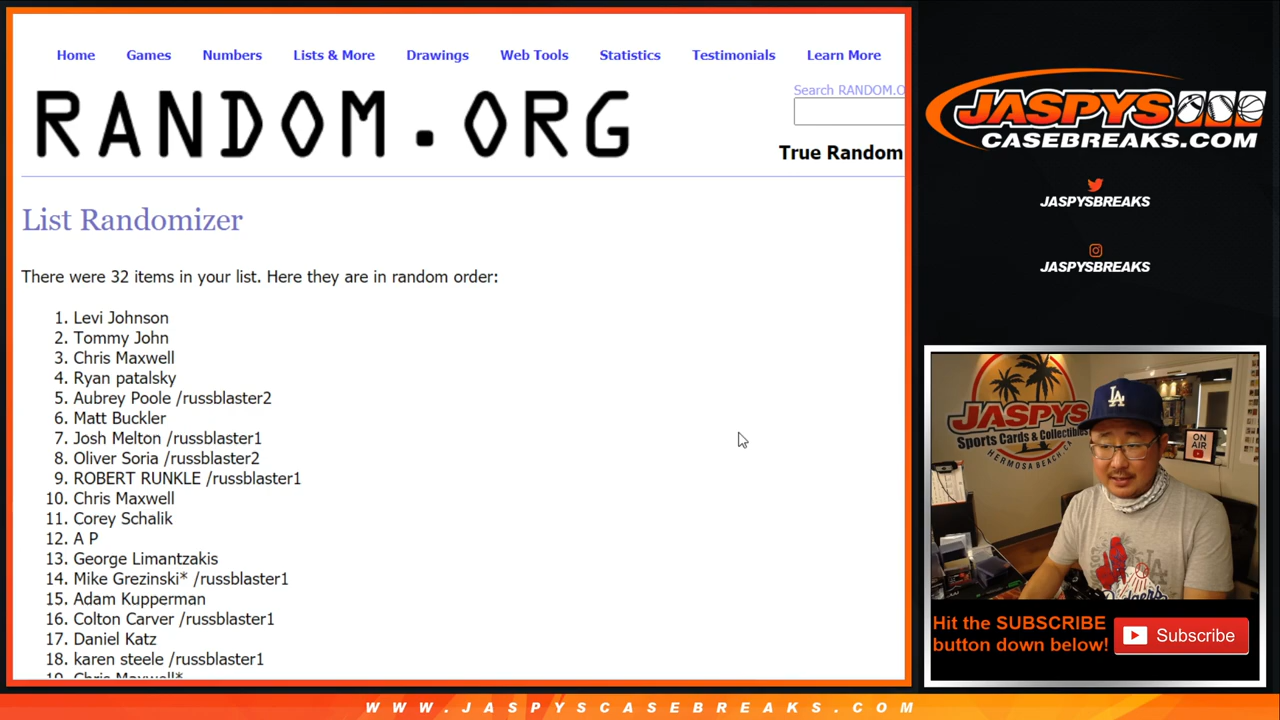 Home Games Numbers Lists & More Drawings Web Tools Statistics Testimonials Learn More
RANDOM.ORG
Search RANDOM.O
True Random
List Randomizer
There were 32 items in your list. Here they are in random order:
1. Levi Johnson
2. Tommy John
3. Chris Maxwell
4. Ryan patalsky
5. Aubrey Poole /russblaster2
6. Matt Buckler
7. Josh Melton /russblaster1
8. Oliver Soria /russblaster2
9. ROBERT RUNKLE /russblaster1
10. Chris Maxwell
11. Corey Schalik
12. A P
13. George Limantzakis
14. Mike Grezinski* /russblaster1
15. Adam Kupperman
16. Colton Carver /russblaster1
17. Daniel Katz
18. karen steele /russblaster1
19. Chris Maxwell*
JASPYS
CASEBREAKS.COM
JASPYSBREAKS
JASPYSBREAKS
JASPYS
Sports Cards & Collectibles
HERMOSA BEACH, CA
LA
ON
AIR
Dodgers
Hit the SUBSCRIBE
button down below!
Subscribe
WWW.JASPYSCASEBREAKS.COM